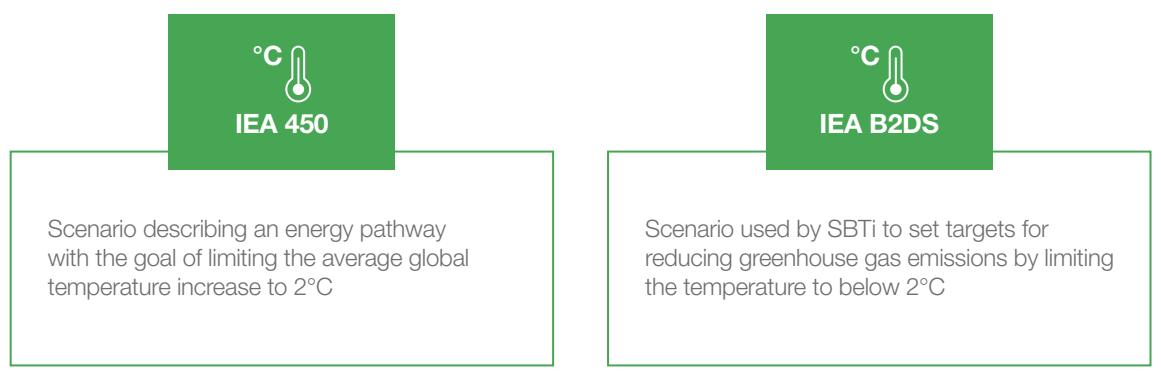 °C
IEA 450
Scenario describing an energy pathway
with the goal of limiting the average global
temperature increase to 2°C
°C
IEA B2DS
Scenario used by SBTi to set targets for
reducing greenhouse gas emissions by limiting
the temperature to below 2°C